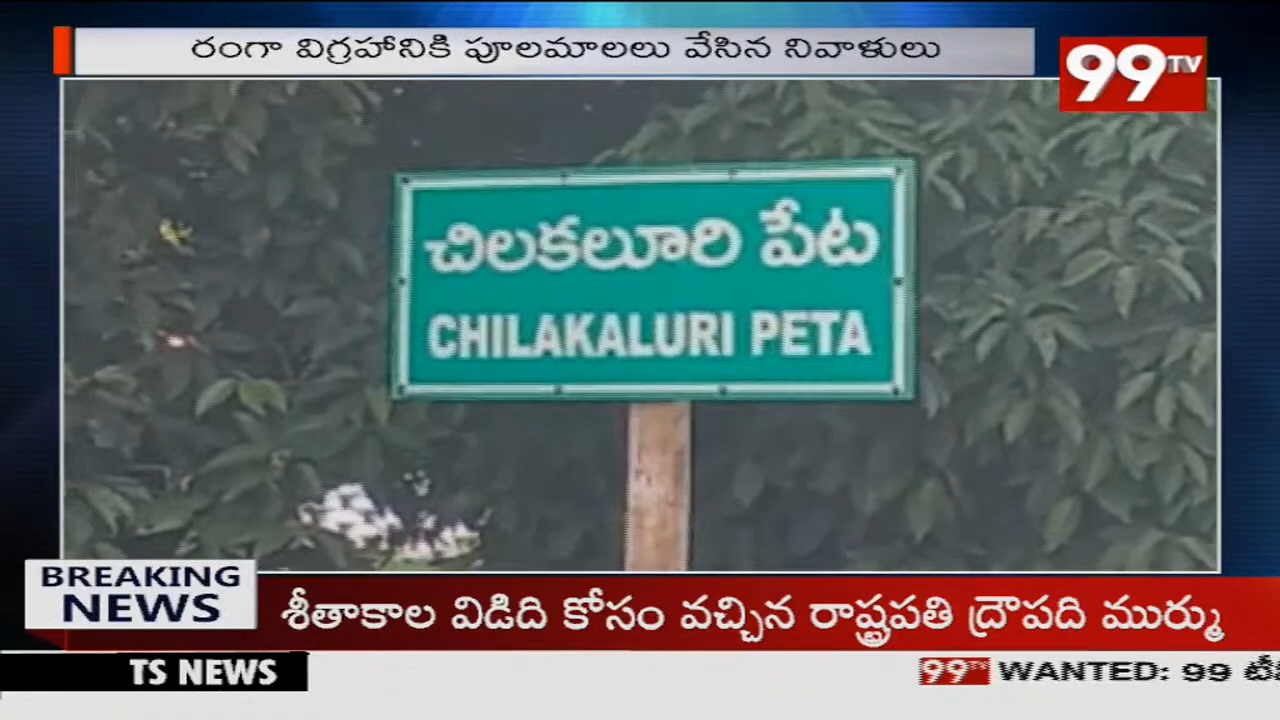 రంగా విగ్రహానికి పూలమాలలు వేసిన నివాళులు
99TV
చిలకలూరి పేట
CHILAKALURI PETA
BREAKING
NEWS
శీతాకాల విడిది కోసం వచ్చిన రాష్ట్రపతి ద్రౌపది ముర్ము
TS NEWS
99TV WANTED: 99